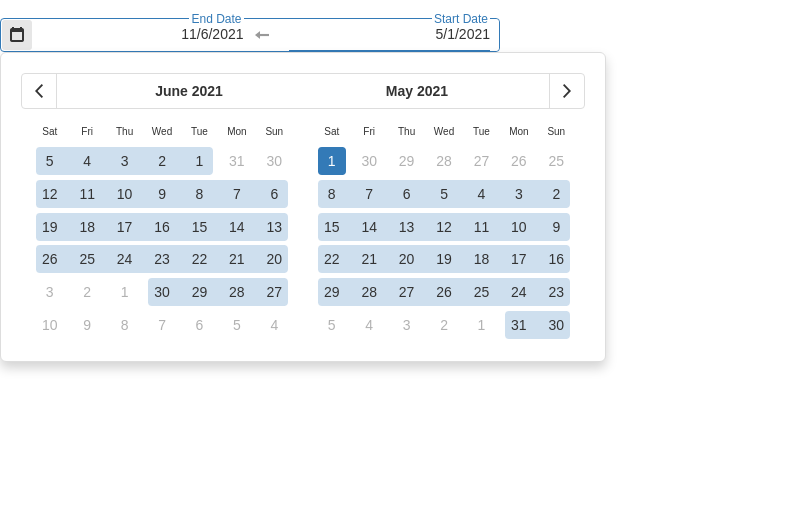 End Date Start Date
11/6/2021 5/1/2021
June 2021 May 2021
Sat Fri Thu Wed Tue Mon Sun Sat Fri Thu Wed Tue Mon Sun
5 4 3 2 1 31 30 1 30 29 28 27 26 25
12 11 10 9 8 7 6 8 7 6 5 4 3 2
19 18 17 16 15 14 13 15 14 13 12 11 10 9
26 25 24 23 22 21 20 22 21 20 19 18 17 16
3 2 1 30 29 28 27 29 28 27 26 25 24 23
10 9 8 7 6 5 4 5 4 3 2 1 31 30